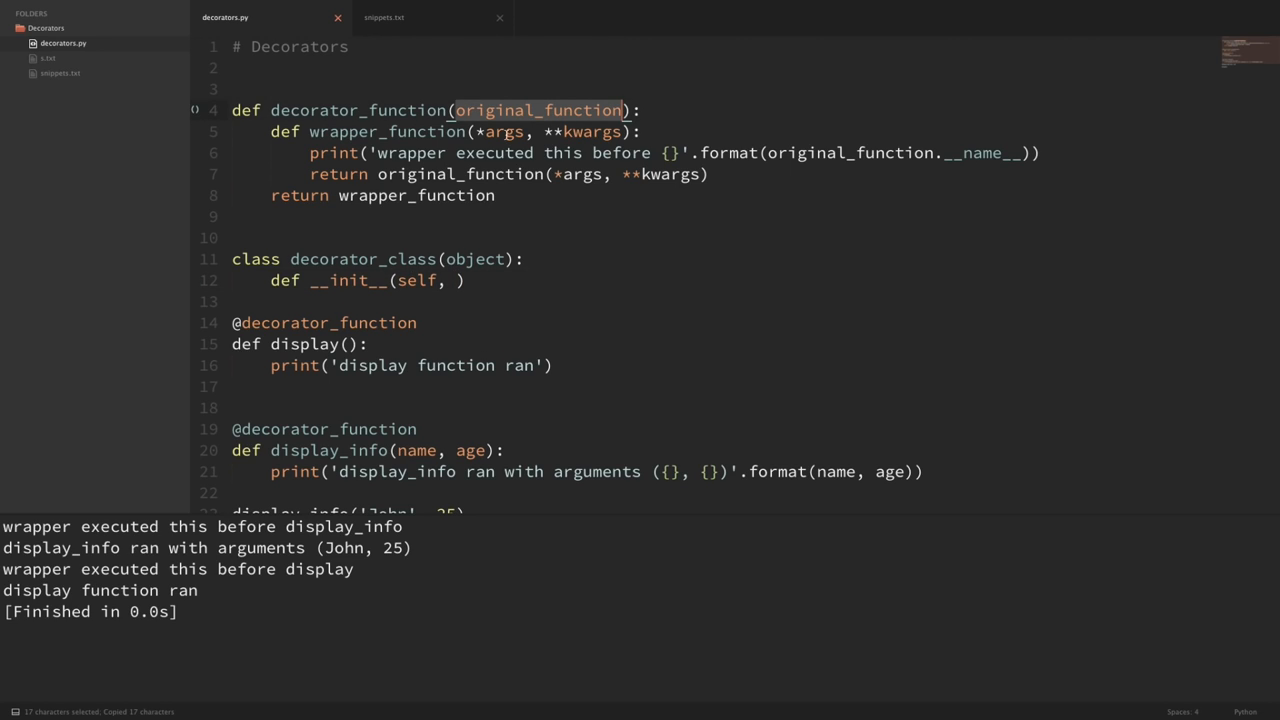 FOLDERS
Decorators
decorators.py
s.txt
snippets.txt
decorators.py
snippets.txt
1 # Decorators
2
3
4 def decorator_function(original_function):
5 def wrapper_function(*args, **kwargs):
6 print('wrapper executed this before {}'.format(original_function.__name__))
7 return original_function(*args, **kwargs)
8 return wrapper_function
9
10
11 class decorator_class(object):
12 def __init__(self, )
13
14 @decorator_function
15 def display():
16 print('display function ran')
17
18
19 @decorator_function
20 def display_info(name, age):
21 print('display_info ran with arguments ({}, {})'.format(name, age))
22
23 display_info('John', 25)
wrapper executed this before display_info
display_info ran with arguments (John, 25)
wrapper executed this before display
display function ran
[Finished in 0.0s]
17 characters selected; Copied 17 characters
Spaces: 4
Python